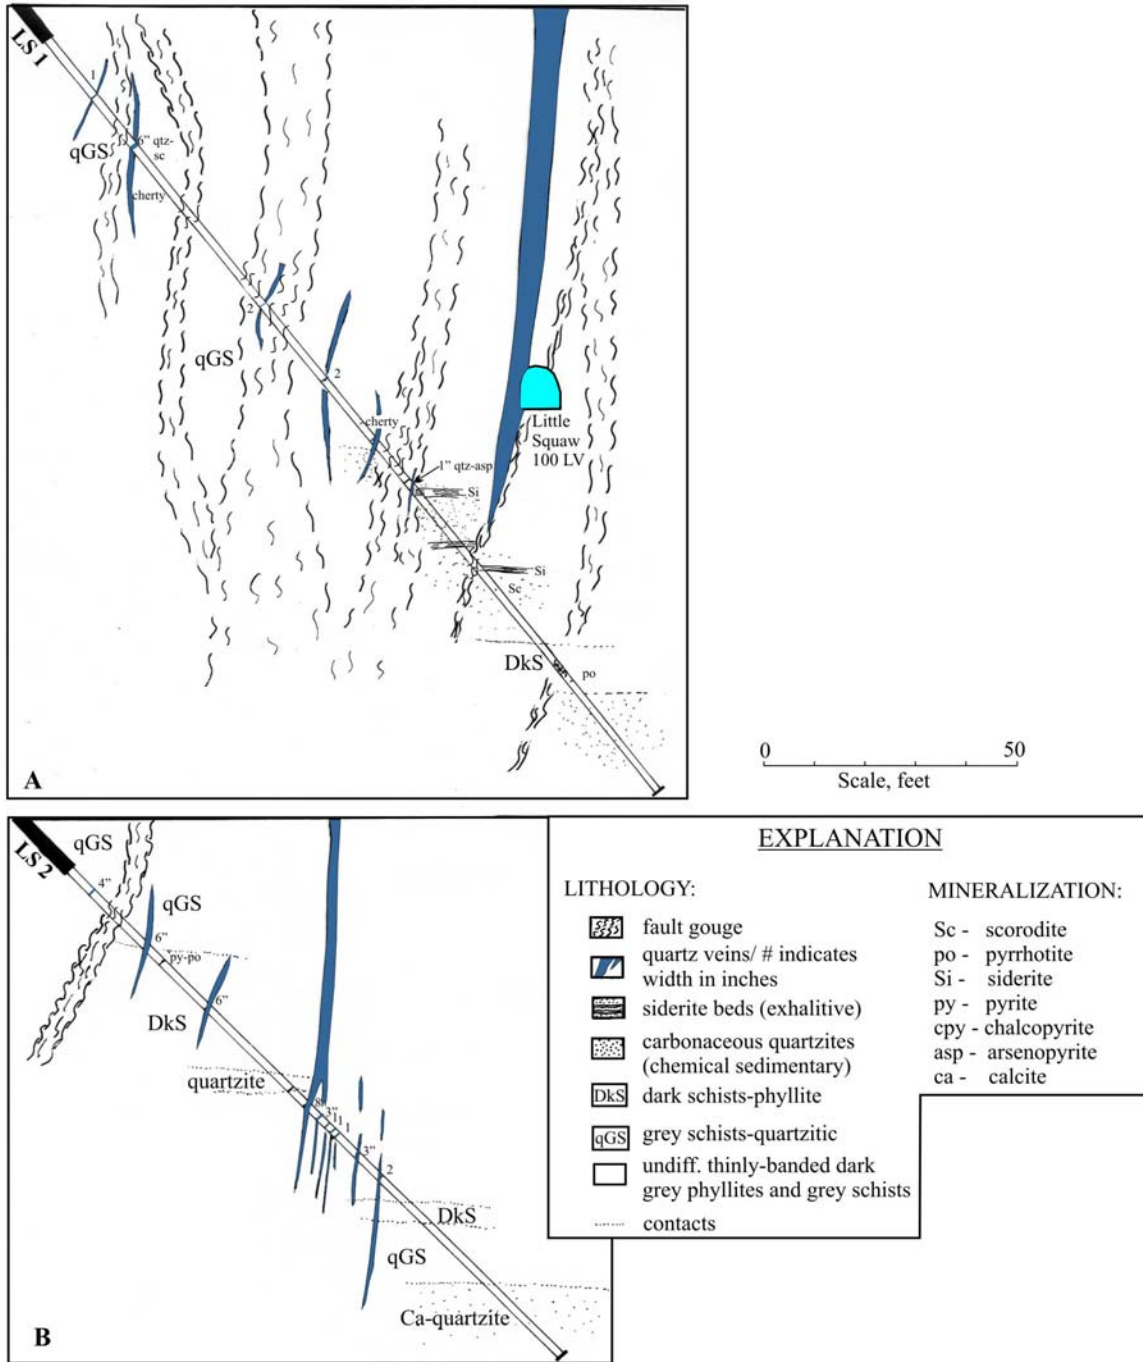 LS 1
1
qGS
6" qtz-
sc
cherty
2
qGS
2
cherty
1" qtz-asp
Si
Little
Squaw
100 LV
Si
Sc
DkS
po
A
0 50
Scale, feet
LS 2
qGS
4"
qGS
6"
py-po
6"
DkS
quartzite
8"
3"
1
1
1
3"
2
DkS
qGS
Ca-quartzite
B
EXPLANATION
LITHOLOGY:
fault gouge
quartz veins/ # indicates
width in inches
siderite beds (exhalitive)
carbonaceous quartzites
(chemical sedimentary)
DkS dark schists-phyllite
qGS grey schists-quartzitic
undiff. thinly-banded dark
grey phyllites and grey schists
contacts
MINERALIZATION:
Sc - scorodite
po - pyrrhotite
Si - siderite
py - pyrite
cpy - chalcopyrite
asp - arsenopyrite
ca - calcite